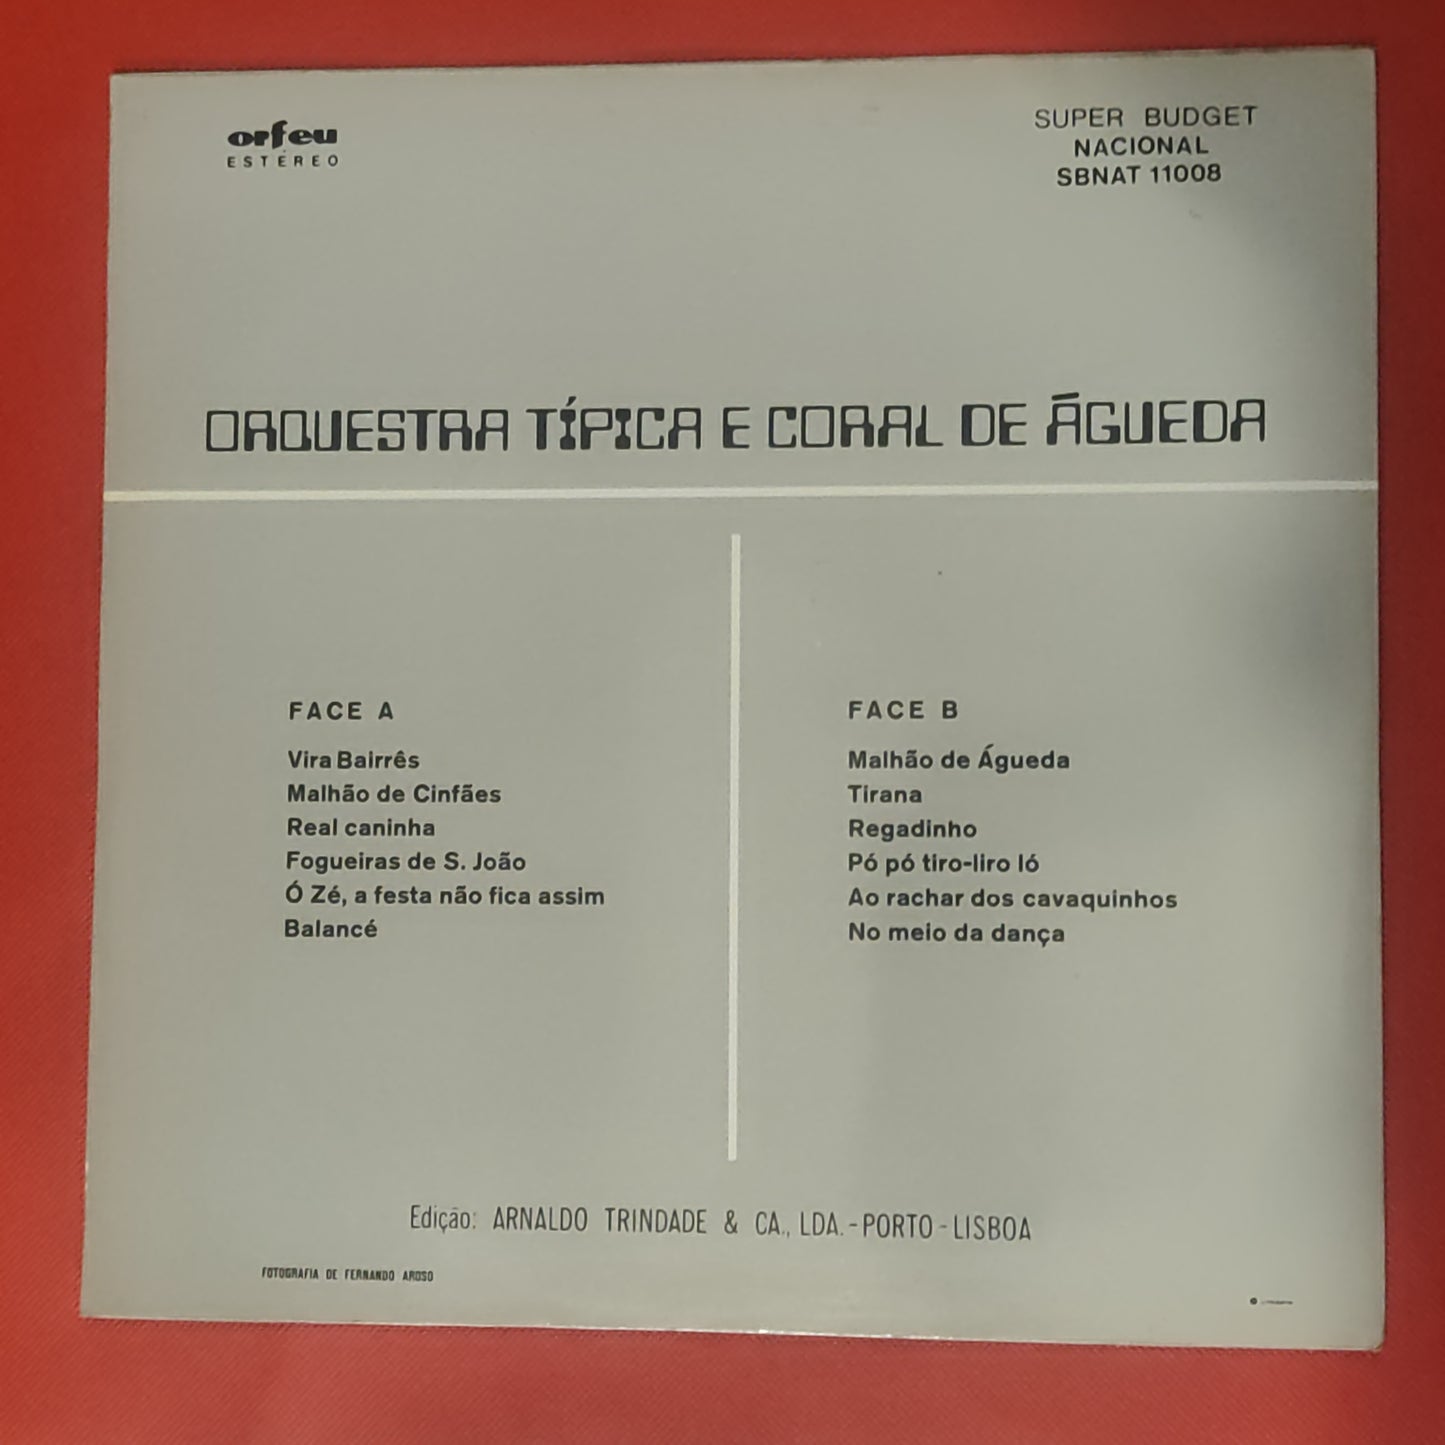 orfeu
ESTÉREO
SUPER BUDGET
NACIONAL
SBNAT 11008
ORQUESTRA TÍPICA E CORAL DE ÁGUEDA
FACE A
Vira Bairrês
Malhão de Cinfães
Real caninha
Fogueiras de S. João
Ó Zé, a festa não fica assim
Balancé
FACE B
Malhão de Águeda
Tirana
Regadinho
Pó pó tiro-liro ló
Ao rachar dos cavaquinhos
No meio da dança
Edição: ARNALDO TRINDADE & CA., LDA. - PORTO - LISBOA
FOTOGRAFIA DE FERNANDO AROSO